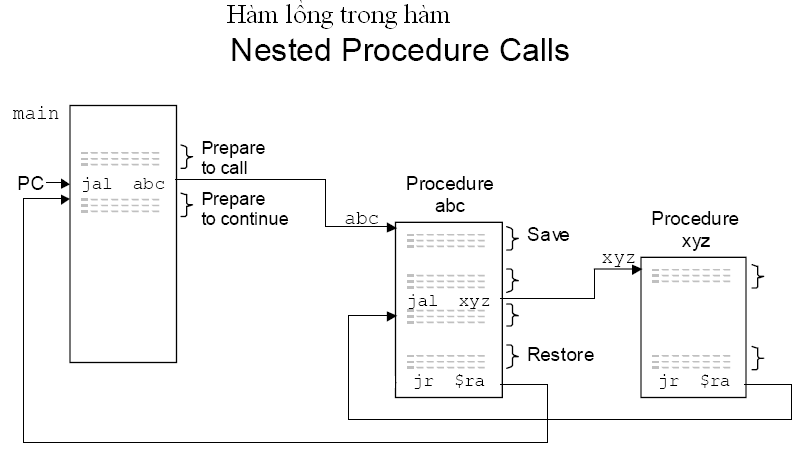 Hàm lồng trong hàm
Nested Procedure Calls
main
Prepare
to call
PC
jal abc
Prepare
to continue
Procedure
abc
abc
Save
jal xyz
Restore
jr $ra
Procedure
xyz
xyz
jr $ra